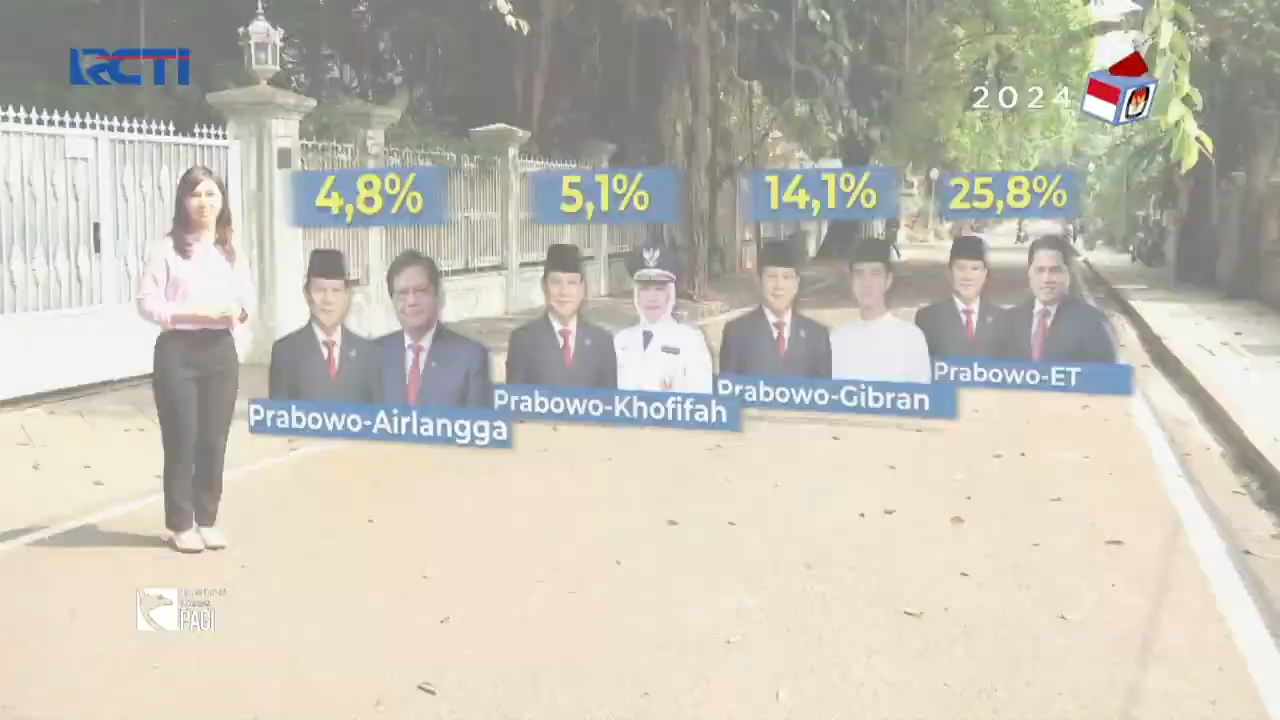 RCTI
2024
4,8%
5,1%
14,1%
25,8%
Prabowo-Airlangga
Prabowo-Khofifah
Prabowo-Gibran
Prabowo-ET
PAGI